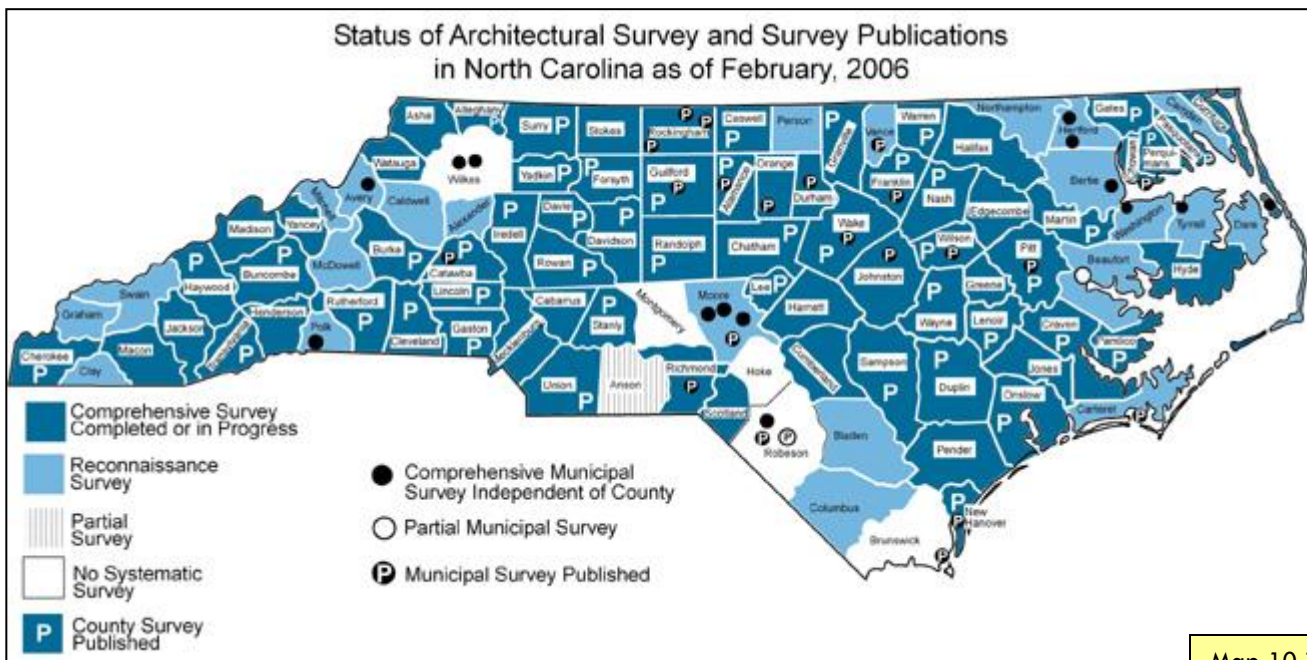 Status of Architectural Survey and Survey Publications
in North Carolina as of February, 2006
Ashe
Alleghany
Surry
P
Stokes
Rockingham
P
P
P
Caswell
P
Person
Granville
P
Vance
P
Warren
P
Northampton
Halifax
Hertford
Gates
P
Camden
Currituck
Pasquotank
Perqui-
mans
P
Chowan
P
Watauga
Wilkes
Yadkin
P
Forsyth
P
Guilford
P
P
Alamance
P
P
Orange
P
Durham
P
P
Franklin
P
P
Nash
P
Edgecombe
Bertie
Martin
P
Washington
Tyrrell
Dare
Mitchell
Avery
Caldwell
Alexander
Iredell
P
Davie
P
Davidson
P
Randolph
P
Chatham
P
Wake
P
P
Wilson
P
P
Pitt
P
P
Beaufort
Hyde
Madison
Yancey
Burke
P
McDowell
Catawba
P
P
Rowan
P
Johnston
P
P
Greene
P
Swain
Haywood
P
Buncombe
P
Lincoln
P
Cabarrus
P
Montgomery
Moore
P
Lee
P
Harnett
Wayne
P
Lenoir
P
Craven
P
Pamlico
P
Graham
Jackson
P
Henderson
P
Rutherford
P
Polk
Cleveland
P
Gaston
P
Mecklenburg
Stanly
P
Cherokee
P
Macon
Clay
Union
P
Anson
Richmond
P
P
Hoke
Cumberland
Sampson
P
Duplin
P
Jones
P
Onslow
P
Carteret
P
Scotland
Robeson
P
P
Bladen
Pender
Columbus
Brunswick
P
New
Hanover
P
P
Comprehensive Survey
Completed or in Progress
Reconnaissance
Survey
Partial
Survey
No Systematic
Survey
P
County Survey
Published
Comprehensive Municipal
Survey Independent of County
Partial Municipal Survey
P
Municipal Survey Published